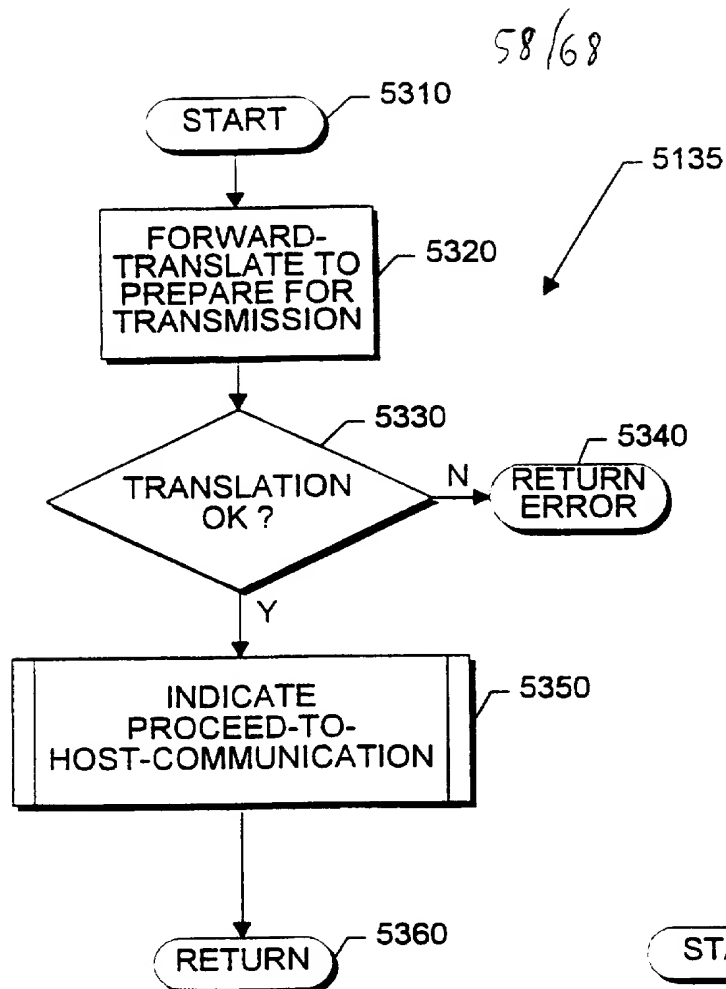 58/68
START
5310
5135
FORWARD-
TRANSLATE TO
PREPARE FOR
TRANSMISSION
5320
5330
TRANSLATION
OK ?
N
5340
RETURN
ERROR
Y
INDICATE
PROCEED-TO-
HOST-COMMUNICATION
5350
RETURN
5360